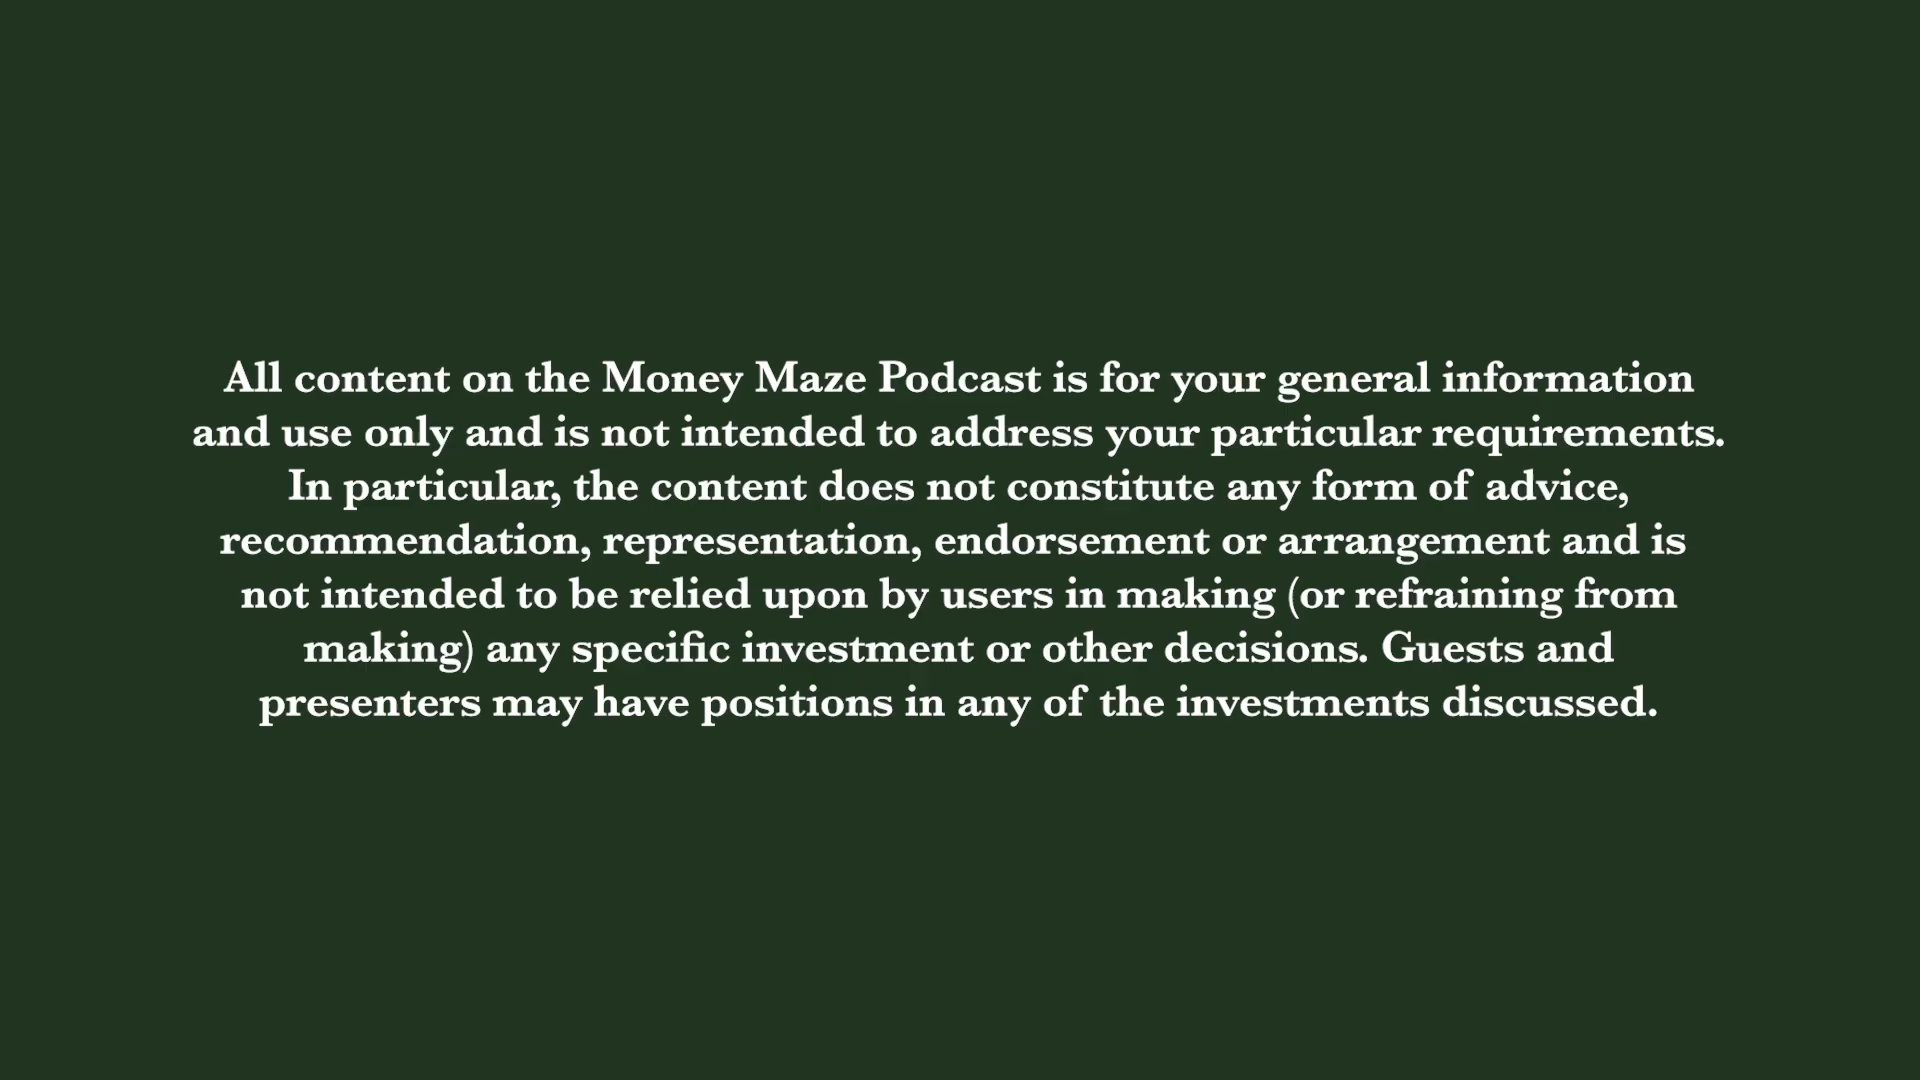 All content on the Money Maze Podcast is for your general information
and use only and is not intended to address your particular requirements.
In particular, the content does not constitute any form of advice,
recommendation, representation, endorsement or arrangement and is
not intended to be relied upon by users in making (or refraining from
making) any specific investment or other decisions. Guests and
presenters may have positions in any of the investments discussed.